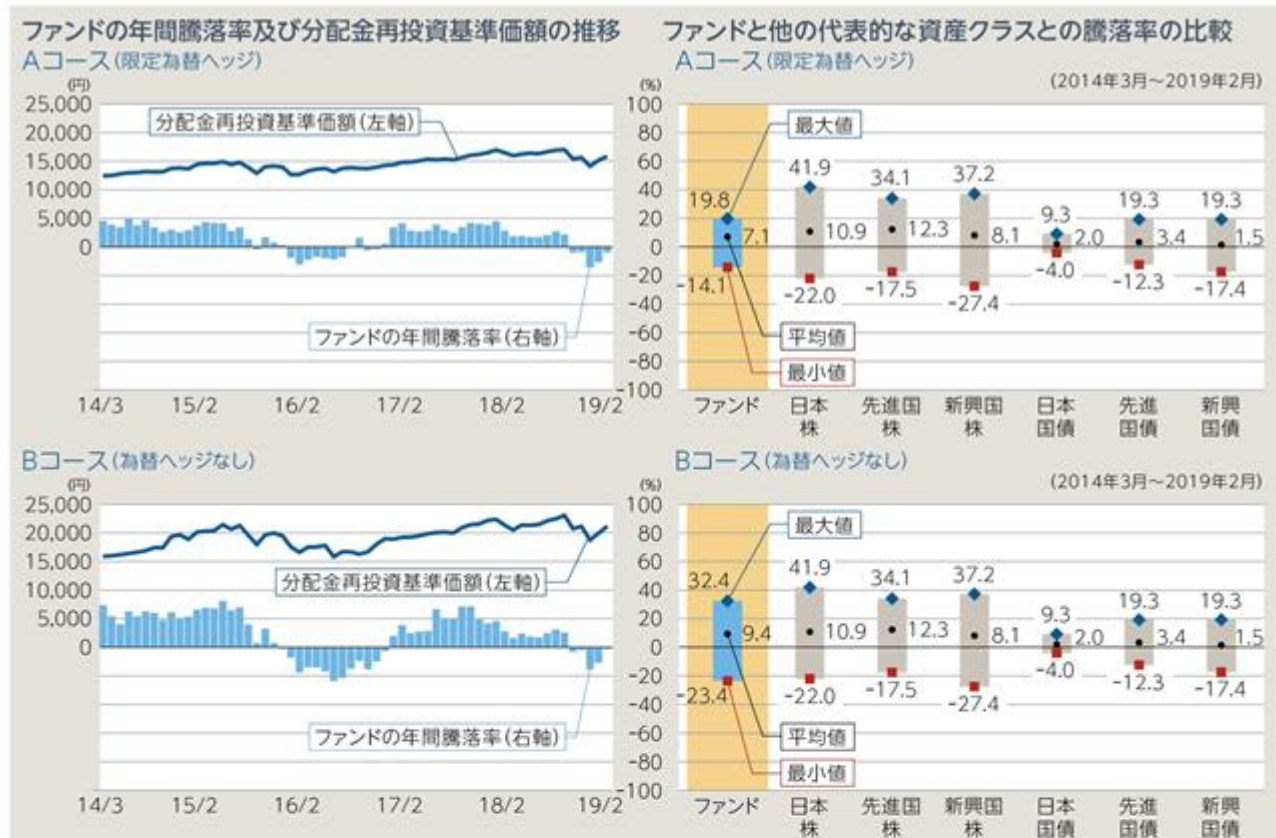 ファンドの年間騰落率及び分配金再投資基準価額の推移
Aコース(限定為替ヘッジ)
(円)
25,000
20,000
15,000
10,000
5,000
0
分配金再投資基準価額(左軸)
ファンドの年間騰落率(右軸)
(%)
100
80
60
40
20
0
-20
-40
-60
-80
-100
14/3 15/2 16/2 17/2 18/2 19/2
ファンドと他の代表的な資産クラスとの騰落率の比較
Aコース(限定為替ヘッジ)
(2014年3月~2019年2月)
最大値
平均値
最小値
19.8 41.9 34.1 37.2 9.3 19.3 19.3
7.1 10.9 12.3 8.1 2.0 3.4 1.5
-14.1 -22.0 -17.5 -27.4 -4.0 -12.3 -17.4
ファンド 日本 先進国 新興国 日本 先進 新興
株 株 株 国債 国債 国債
Bコース(為替ヘッジなし)
(円)
25,000
20,000
15,000
10,000
5,000
0
分配金再投資基準価額(左軸)
ファンドの年間騰落率(右軸)
(%)
100
80
60
40
20
0
-20
-40
-60
-80
-100
14/3 15/2 16/2 17/2 18/2 19/2
Bコース(為替ヘッジなし)
(2014年3月~2019年2月)
最大値
平均値
最小値
32.4 41.9 34.1 37.2 9.3 19.3 19.3
9.4 10.9 12.3 8.1 2.0 3.4 1.5
-23.4 -22.0 -17.5 -27.4 -4.0 -12.3 -17.4
ファンド 日本 先進国 新興国 日本 先進 新興
株 株 株 国債 国債 国債